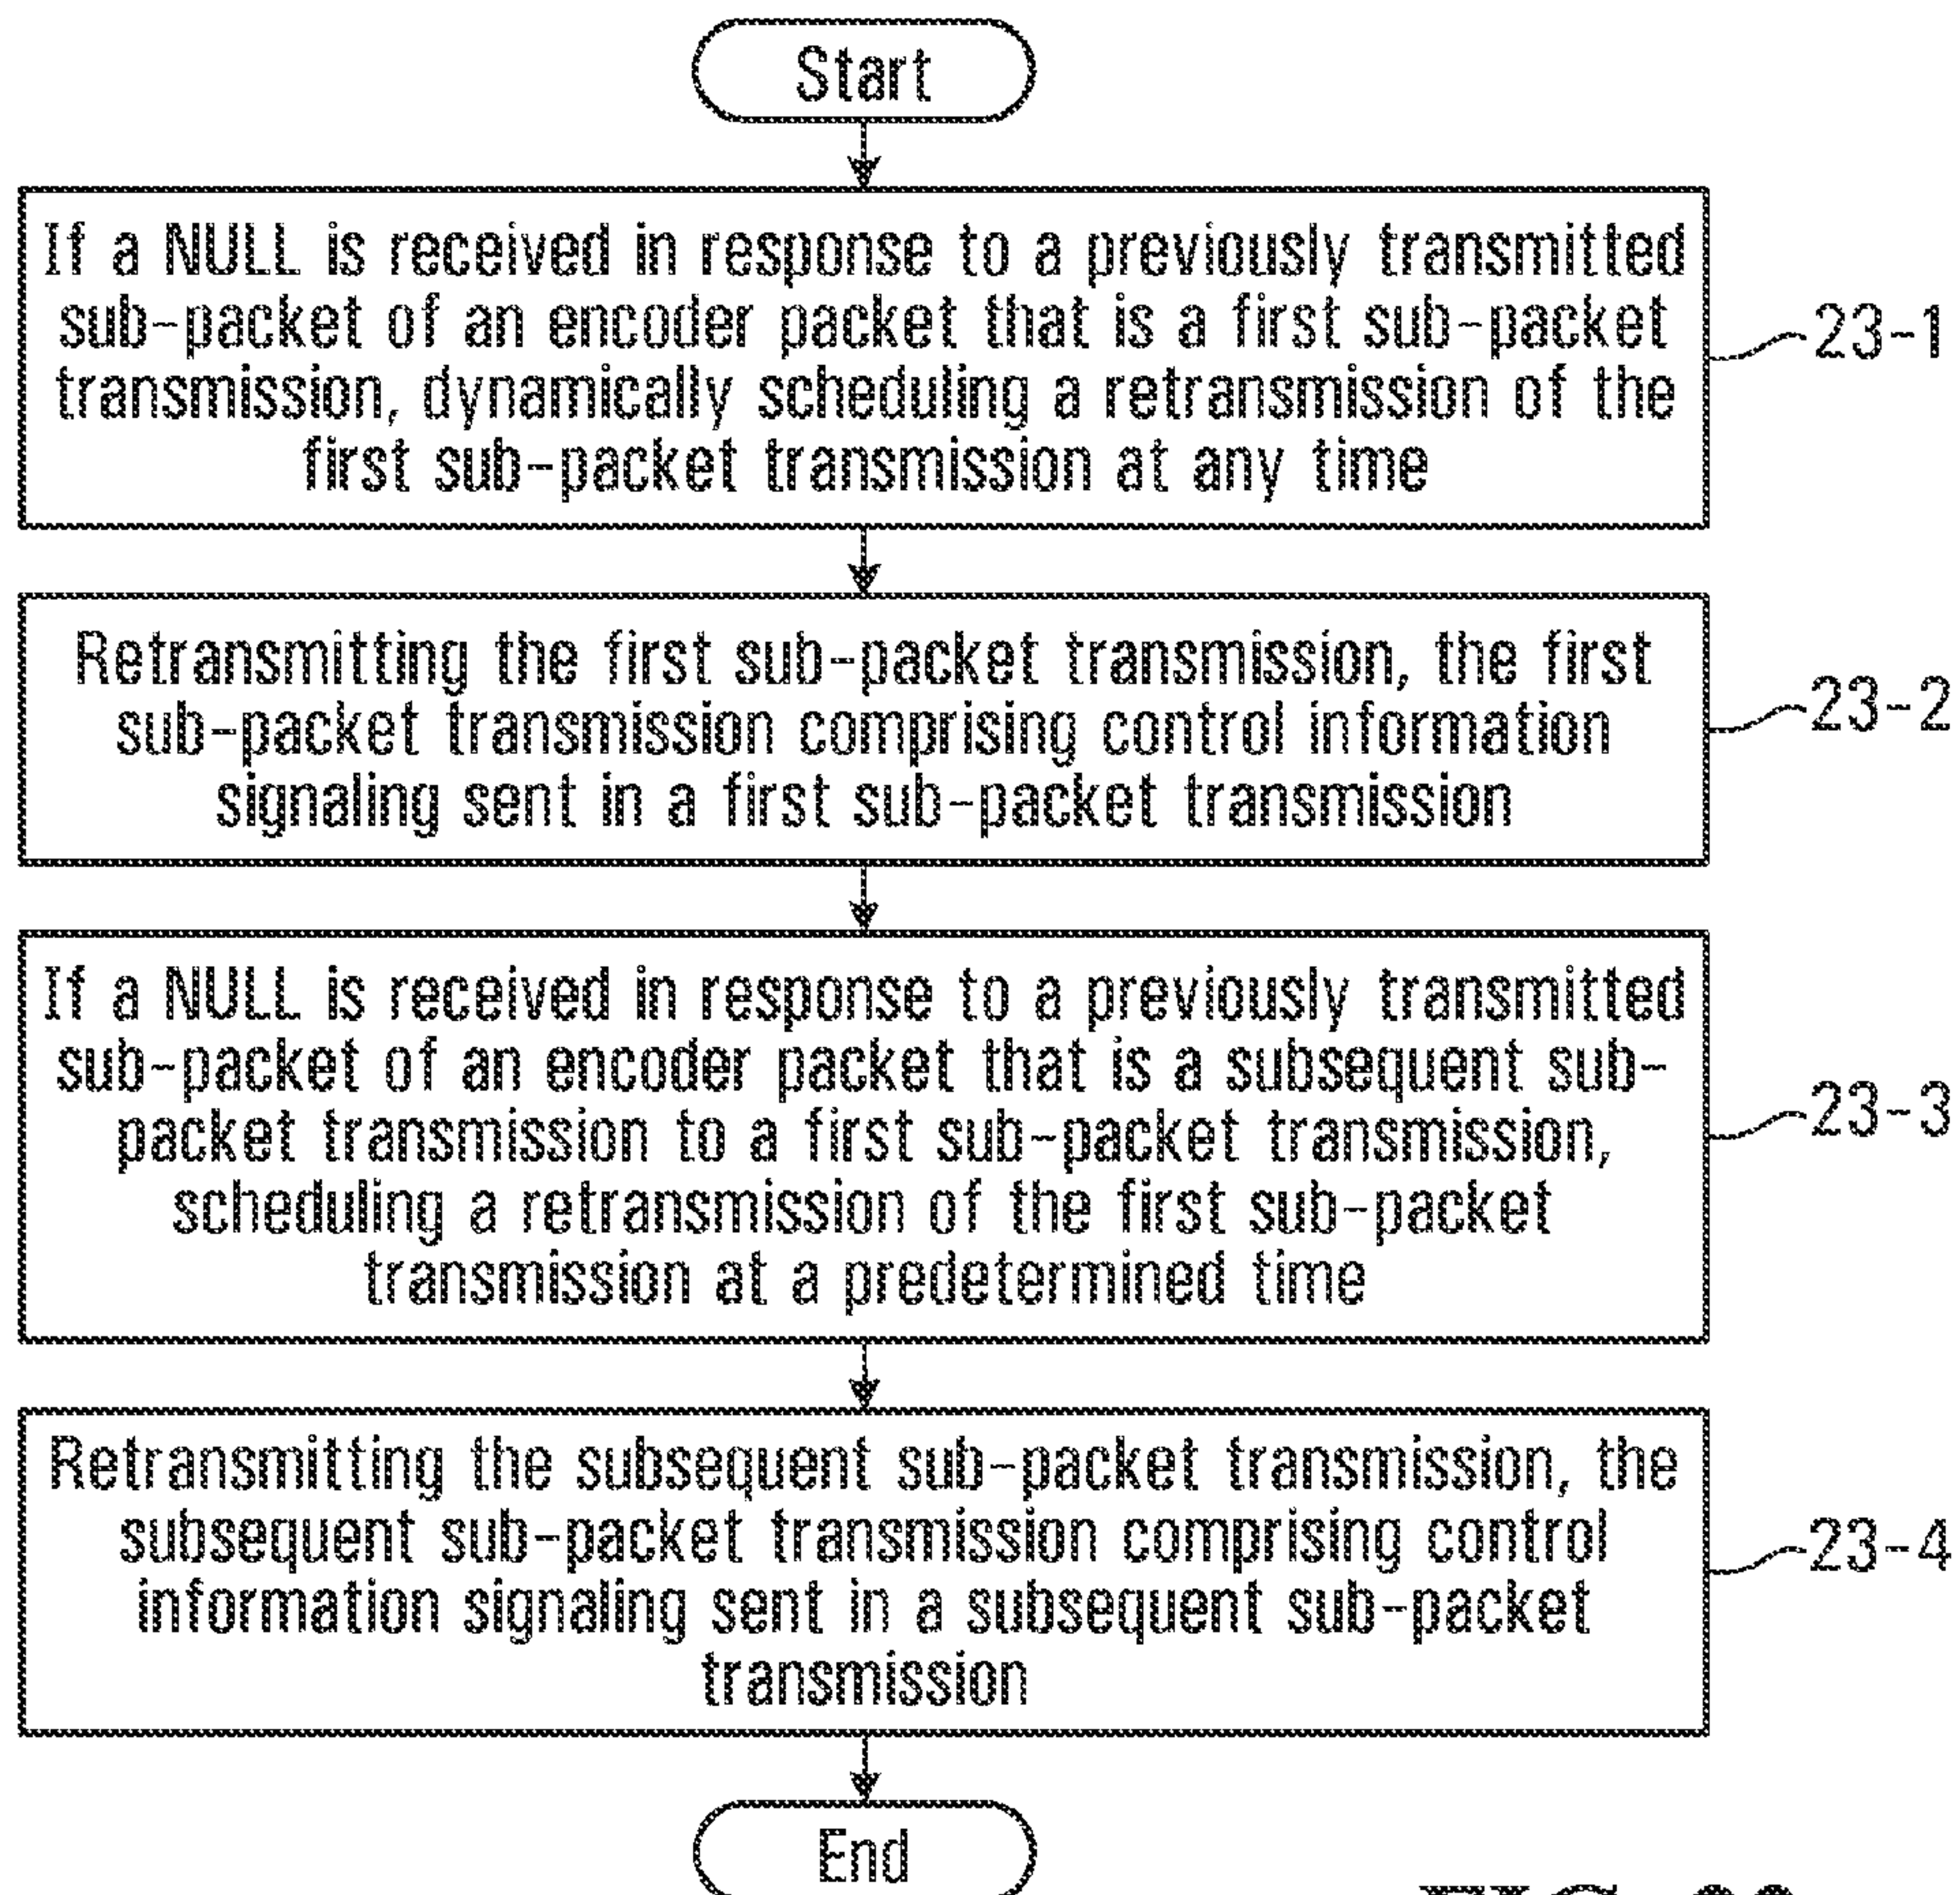 Start
If a NULL is received in response to a previously transmitted
sub-packet of an encoder packet that is a first sub-packet
transmission, dynamically scheduling a retransmission of the
first sub-packet transmission at any time
23-1
Retransmitting the first sub-packet transmission, the first
sub-packet transmission comprising control information
signaling sent in a first sub-packet transmission
23-2
If a NULL is received in response to a previously transmitted
sub-packet of an encoder packet that is a subsequent sub-
packet transmission to a first sub-packet transmission,
scheduling a retransmission of the first sub-packet
transmission at a predetermined time
23-3
Retransmitting the subsequent sub-packet transmission, the
subsequent sub-packet transmission comprising control
information signaling sent in a subsequent sub-packet
transmission
23-4
End